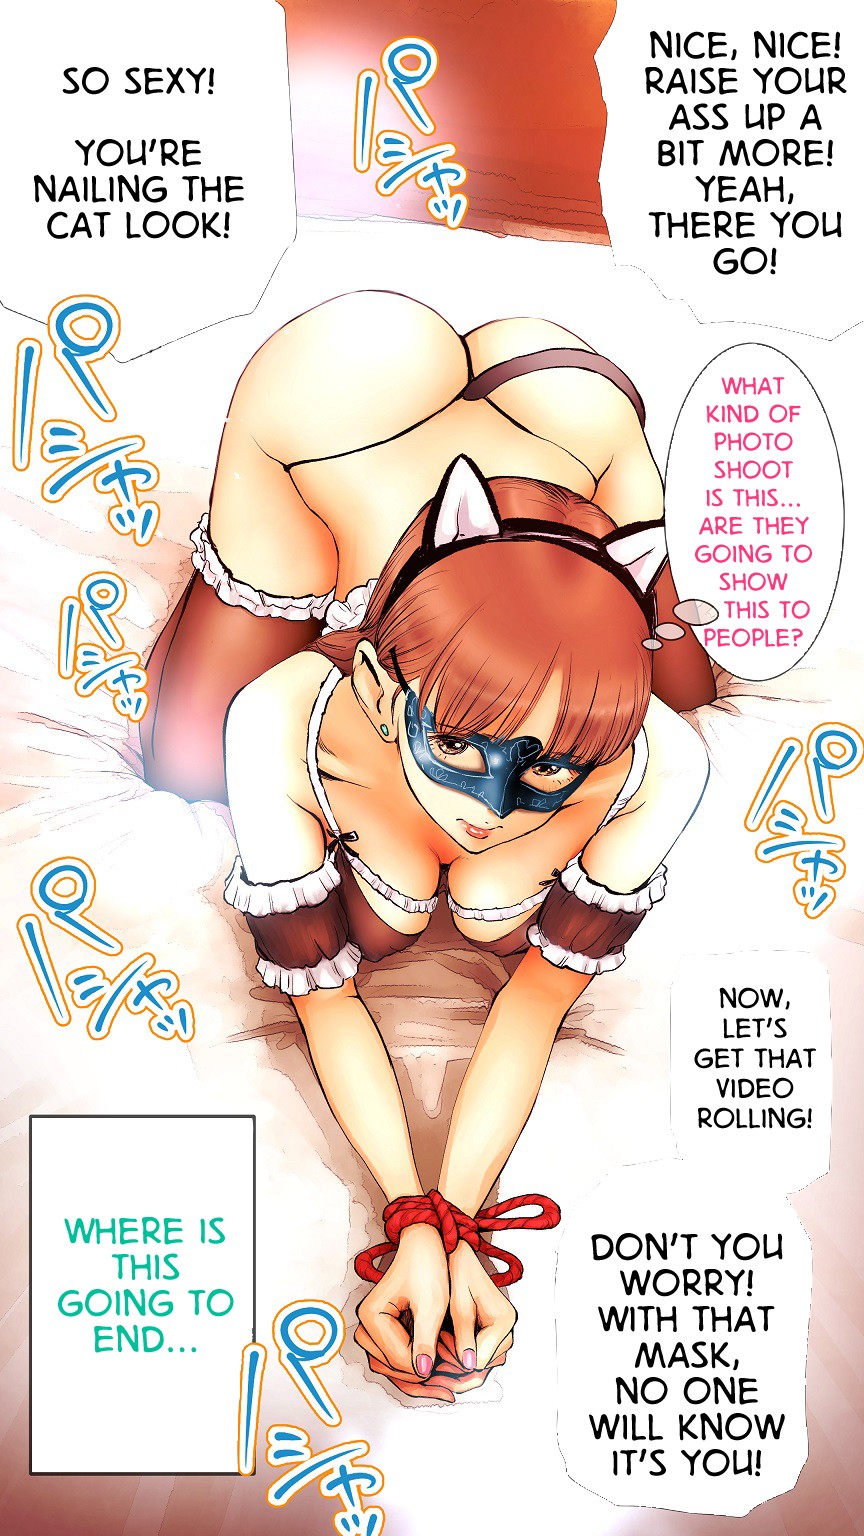 NICE, NICE!
RAISE YOUR
ASS UP A
BIT MORE!
YEAH,
THERE YOU
GO!
SO SEXY!
YOU'RE
NAILING THE
CAT LOOK!
パシャッ
パシャッ
WHAT
KIND OF
PHOTO
SHOOT
IS THIS...
ARE THEY
GOING TO
SHOW
THIS TO
PEOPLE?
パシャッ
パシャッ
パシャッ
NOW,
LET'S
GET THAT
VIDEO
ROLLING!
DON'T YOU
WORRY!
WITH THAT
MASK,
NO ONE
WILL KNOW
IT'S YOU!
WHERE IS
THIS
GOING TO
END...
パシャッ